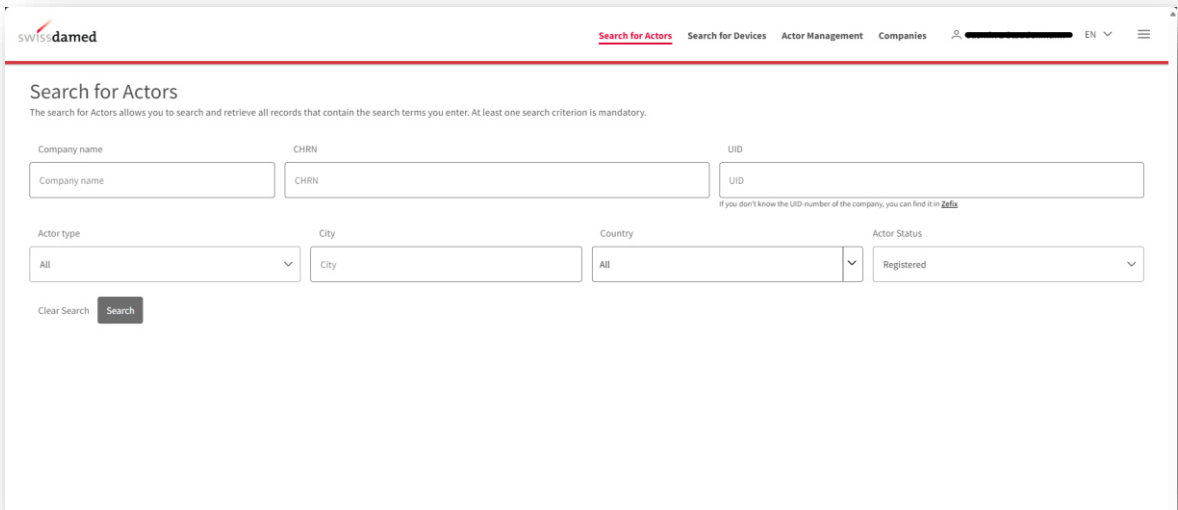 swissdamed
Search for Actors Search for Devices Actor Management Companies EN
Search for Actors
The search for Actors allows you to search and retrieve all records that contain the search terms you enter. At least one search criterion is mandatory.
Company name CHRN UID
Company name CHRN UID
If you don't know the UID-number of the company, you can find it in Zefix
Actor type City Country Actor Status
All City All Registered
Clear Search Search